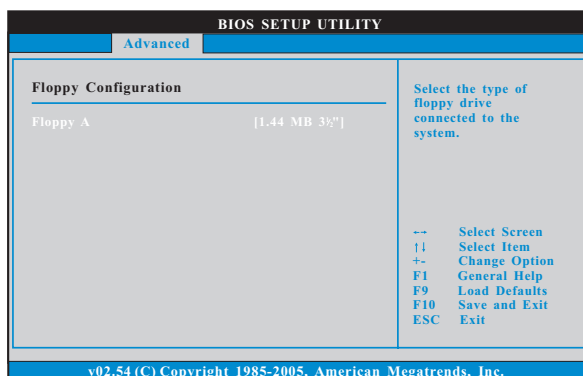 BIOS SETUP UTILITY
Advanced
Floppy Configuration
Floppy A [1.44 MB 3½"]
Select the type of
floppy drive
connected to the
system.
←→ Select Screen
↑↓ Select Item
+- Change Option
F1 General Help
F9 Load Defaults
F10 Save and Exit
ESC Exit
v02.54 (C) Copyright 1985-2005, American Megatrends, Inc.